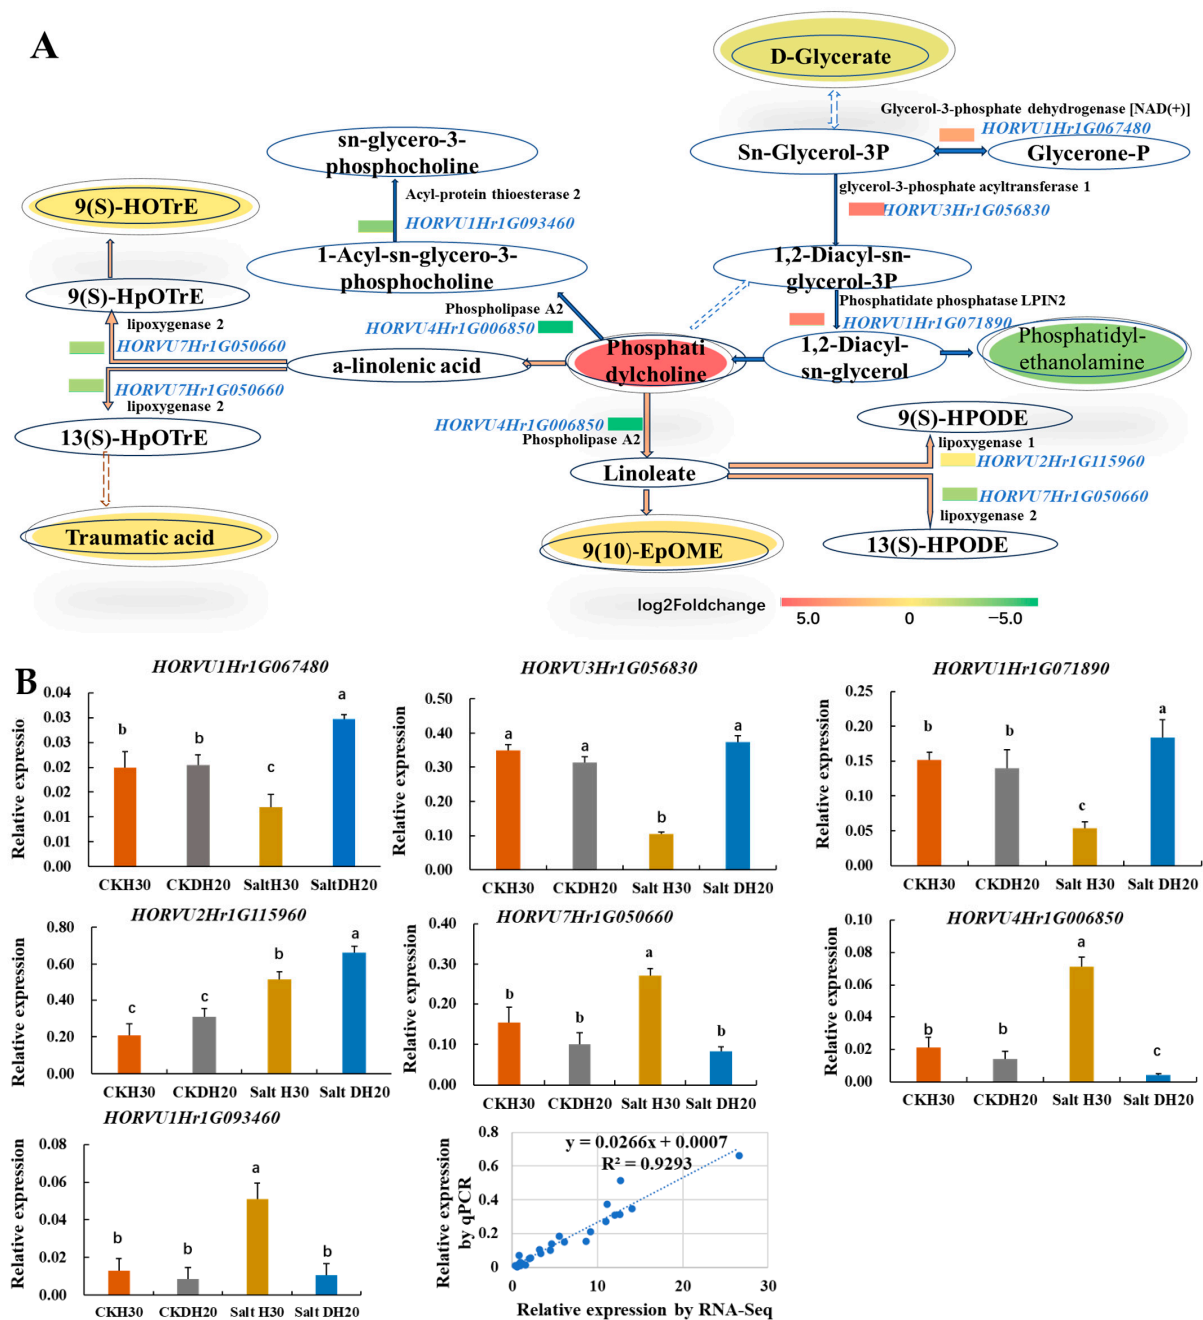 A
D-Glycerate
Glycerol-3-phosphate dehydrogenase [NAD(+)]
HORVU1Hr1G067480
sn-glycero-3-
phosphocholine
Sn-Glycerol-3P
Glycerone-P
Acyl-protein thioesterase 2
HORVU1Hr1G093460
glycerol-3-phosphate acyltransferase 1
HORVU3Hr1G056830
9(S)-HOTrE
1-Acyl-sn-glycero-3-
phosphocholine
1,2-Diacyl-sn-
glycerol-3P
9(S)-HpOTrE
Phospholipase A2
HORVU4Hr1G006850
Phosphatidate phosphatase LPIN2
HORVU1Hr1G071890
lipoxygenase 2
HORVU7Hr1G050660
a-linolenic acid
Phosphati
dylcholine
1,2-Diacyl-
sn-glycerol
Phosphatidyl-
ethanolamine
HORVU7Hr1G050660
lipoxygenase 2
13(S)-HpOTrE
HORVU4Hr1G006850
Phospholipase A2
9(S)-HPODE
lipoxygenase 1
HORVU2Hr1G115960
Linoleate
HORVU7Hr1G050660
lipoxygenase 2
Traumatic acid
9(10)-EpOME
13(S)-HPODE
log2Foldchange
5.0
0
−5.0
B
HORVU1Hr1G067480
Relative expressio
0.04
0.03
0.03
0.02
0.02
0.01
0.01
0.00
b
b
c
a
CKH30
CKDH20
SaltH30
SaltDH20
HORVU3Hr1G056830
Relative expression
0.50
0.40
0.30
0.20
0.10
0.00
a
a
b
a
CKH30
CKDH20
Salt H30
Salt DH20
HORVU1Hr1G071890
Relative expression
0.25
0.20
0.15
0.10
0.05
0.00
b
b
c
a
CKH30
CKDH20
Salt H30
Salt DH20
HORVU2Hr1G115960
Relative expression
0.80
0.60
0.40
0.20
0.00
c
c
b
a
CKH30
CKDH20
Salt H30
Salt DH20
HORVU7Hr1G050660
Relative expression
0.40
0.30
0.20
0.10
0.00
b
b
a
b
CKH30
CKDH20
Salt H30
Salt DH20
HORVU4Hr1G006850
Relative expression
0.10
0.08
0.06
0.04
0.02
0.00
b
b
a
c
CKH30
CKDH20
Salt H30
Salt DH20
HORVU1Hr1G093460
Relative expression
0.08
0.06
0.04
0.02
0.00
b
b
a
b
CKH30
CKDH20
Salt H30
Salt DH20
Relative expression
by qPCR
0.8
0.6
0.4
0.2
0
y = 0.0266x + 0.0007
R² = 0.9293
0
10
20
30
Relative expression by RNA-Seq